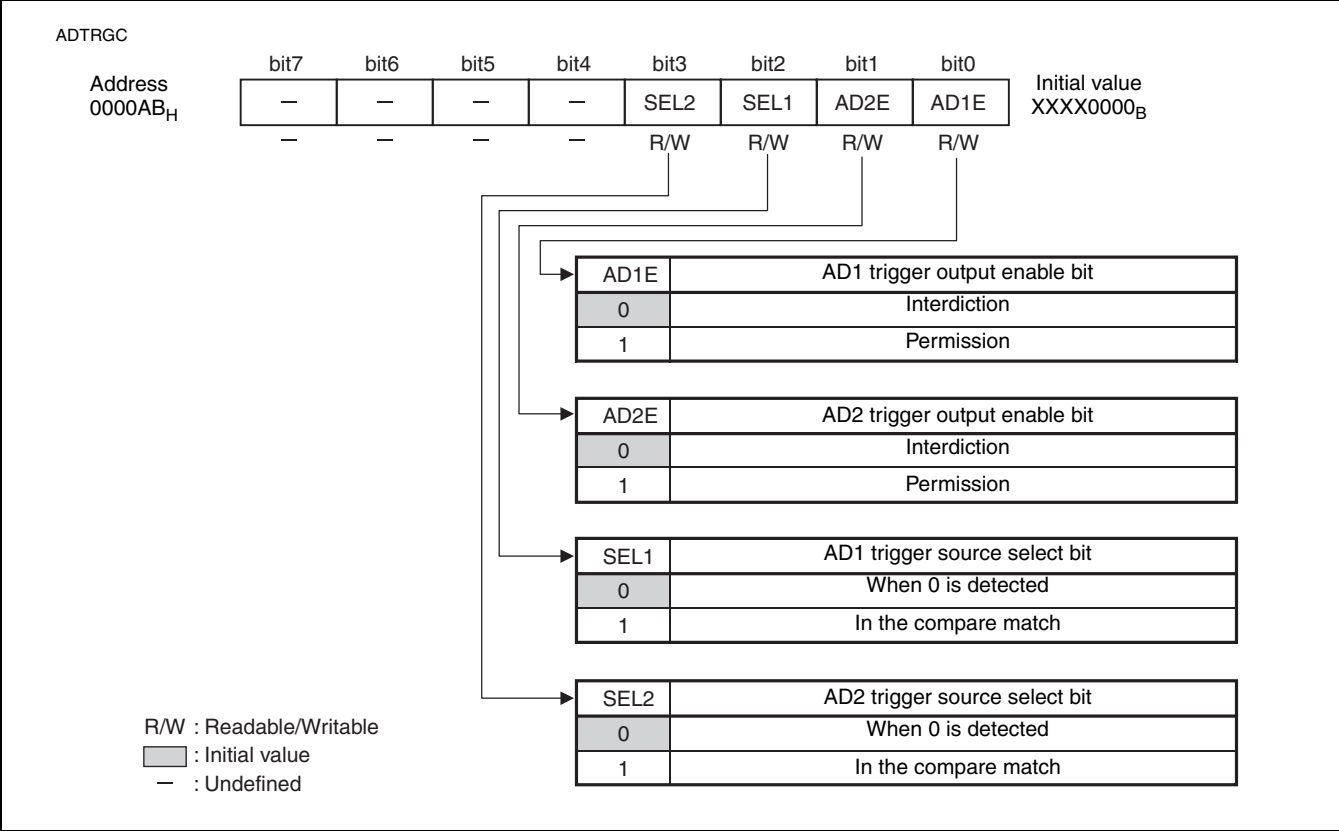 ADTRGC
bit7 bit6 bit5 bit4 bit3 bit2 bit1 bit0
Address
0000ABH
– – – – SEL2 SEL1 AD2E AD1E
Initial value
XXXX0000B
– – – – R/W R/W R/W R/W
AD1E AD1 trigger output enable bit
0 Interdiction
1 Permission
AD2E AD2 trigger output enable bit
0 Interdiction
1 Permission
SEL1 AD1 trigger source select bit
0 When 0 is detected
1 In the compare match
SEL2 AD2 trigger source select bit
0 When 0 is detected
1 In the compare match
R/W : Readable/Writable
: Initial value
– : Undefined